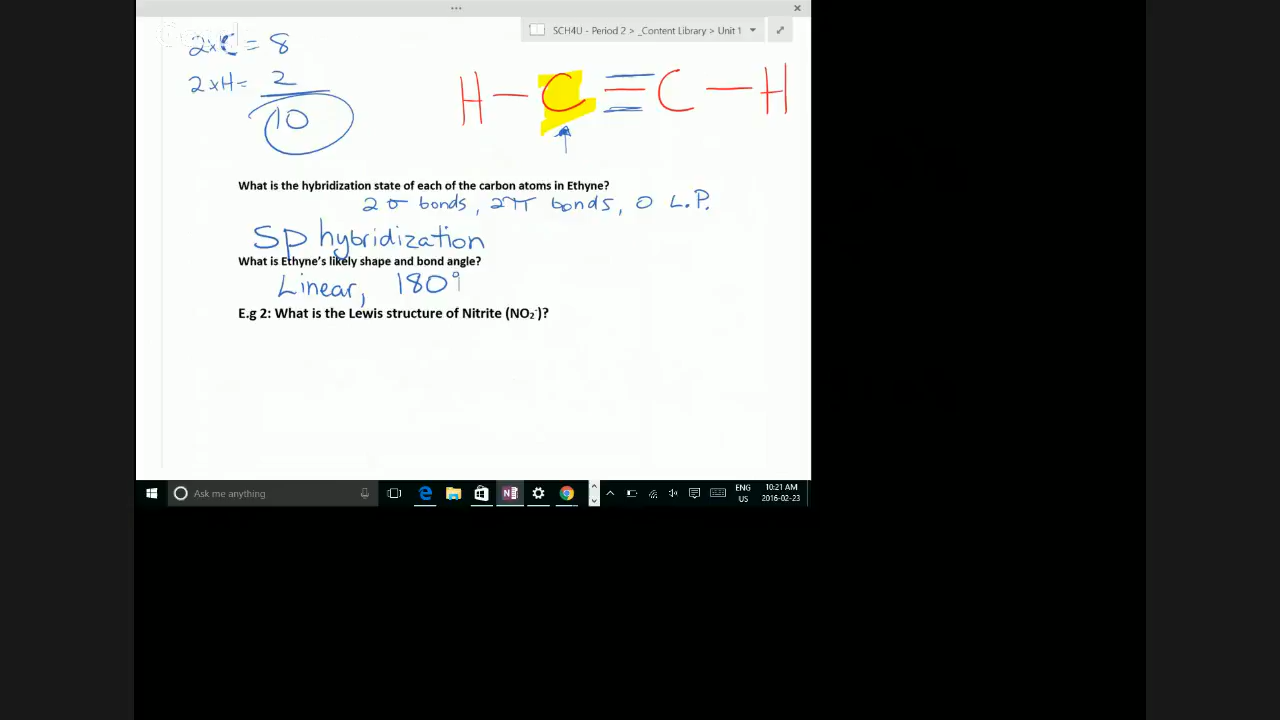 SCH4U - Period 2 > _Content Library > Unit 1
2×C = 8
2×H = 2
10
H — C ≡ C — H
What is the hybridization state of each of the carbon atoms in Ethyne?
2 σ bonds, 2π bonds, 0 L.P.
Sp hybridization
What is Ethyne's likely shape and bond angle?
Linear, 180°
E.g 2: What is the Lewis structure of Nitrite (NO₂⁻)?
Ask me anything
ENG
US
10:21 AM
2016-02-23